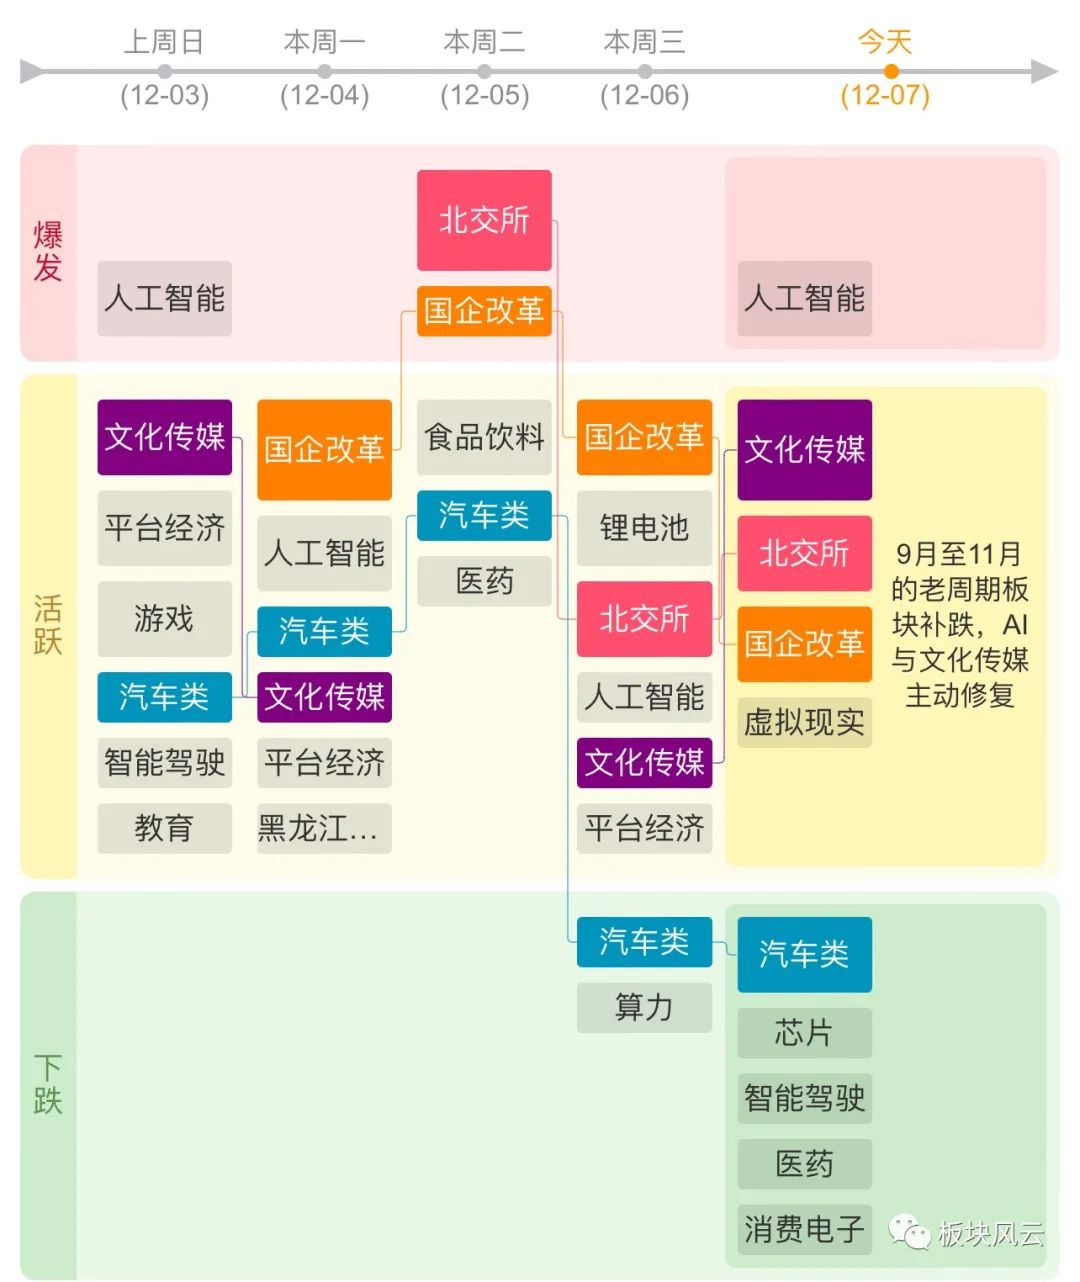 上周日 本周一 本周二 本周三 今天
(12-03) (12-04) (12-05) (12-06) (12-07)
爆发
北交所
国企改革
人工智能
人工智能
活跃
文化传媒
平台经济
游戏
汽车类
智能驾驶
教育
国企改革
人工智能
汽车类
文化传媒
平台经济
黑龙江...
食品饮料
汽车类
医药
国企改革
锂电池
北交所
人工智能
文化传媒
平台经济
文化传媒
北交所
国企改革
虚拟现实
9月至11月
的老周期板
块补跌，AI
与文化传媒
主动修复
下跌
汽车类
算力
汽车类
芯片
智能驾驶
医药
消费电子
板块风云